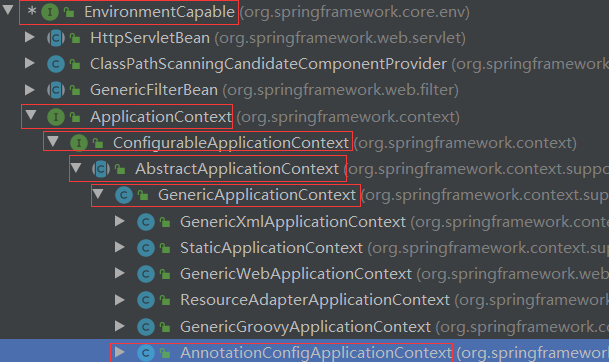 * EnvironmentCapable (org.springframework.core.env)
HttpServletBean (org.springframework.web.servlet)
ClassPathScanningCandidateComponentProvider (org.springframework
GenericFilterBean (org.springframework.web.filter)
ApplicationContext (org.springframework.context)
ConfigurableApplicationContext (org.springframework.context)
AbstractApplicationContext (org.springframework.context.suppo
GenericApplicationContext (org.springframework.context.sup
GenericXmlApplicationContext (org.springframework.conte
StaticApplicationContext (org.springframework.context.sup
GenericWebApplicationContext (org.springframework.web
ResourceAdapterApplicationContext (org.springframework
GenericGroovyApplicationContext (org.springframework.co
AnnotationConfigApplicationContext (org.springframewor